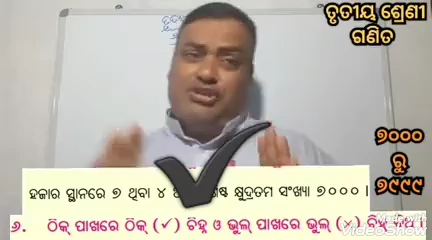 ତୃତୀୟ ଶ୍ରେଣୀ
ଗଣିତ
୭୦୦୦
ରୁ
୭୯୯୯
ହଜାର ସ୍ଥାନରେ ୭ ଥିବା ୪ କ୍ଷୁଦ୍ରତମ ସଂଖ୍ୟା ୭୦୦୦ ।
୬. ଠିକ୍ ପାଖରେ ଠିକ୍ (✓) ଚିହ୍ନ ଓ ଭୁଲ୍ ପାଖରେ ଭୁଲ୍ (×)